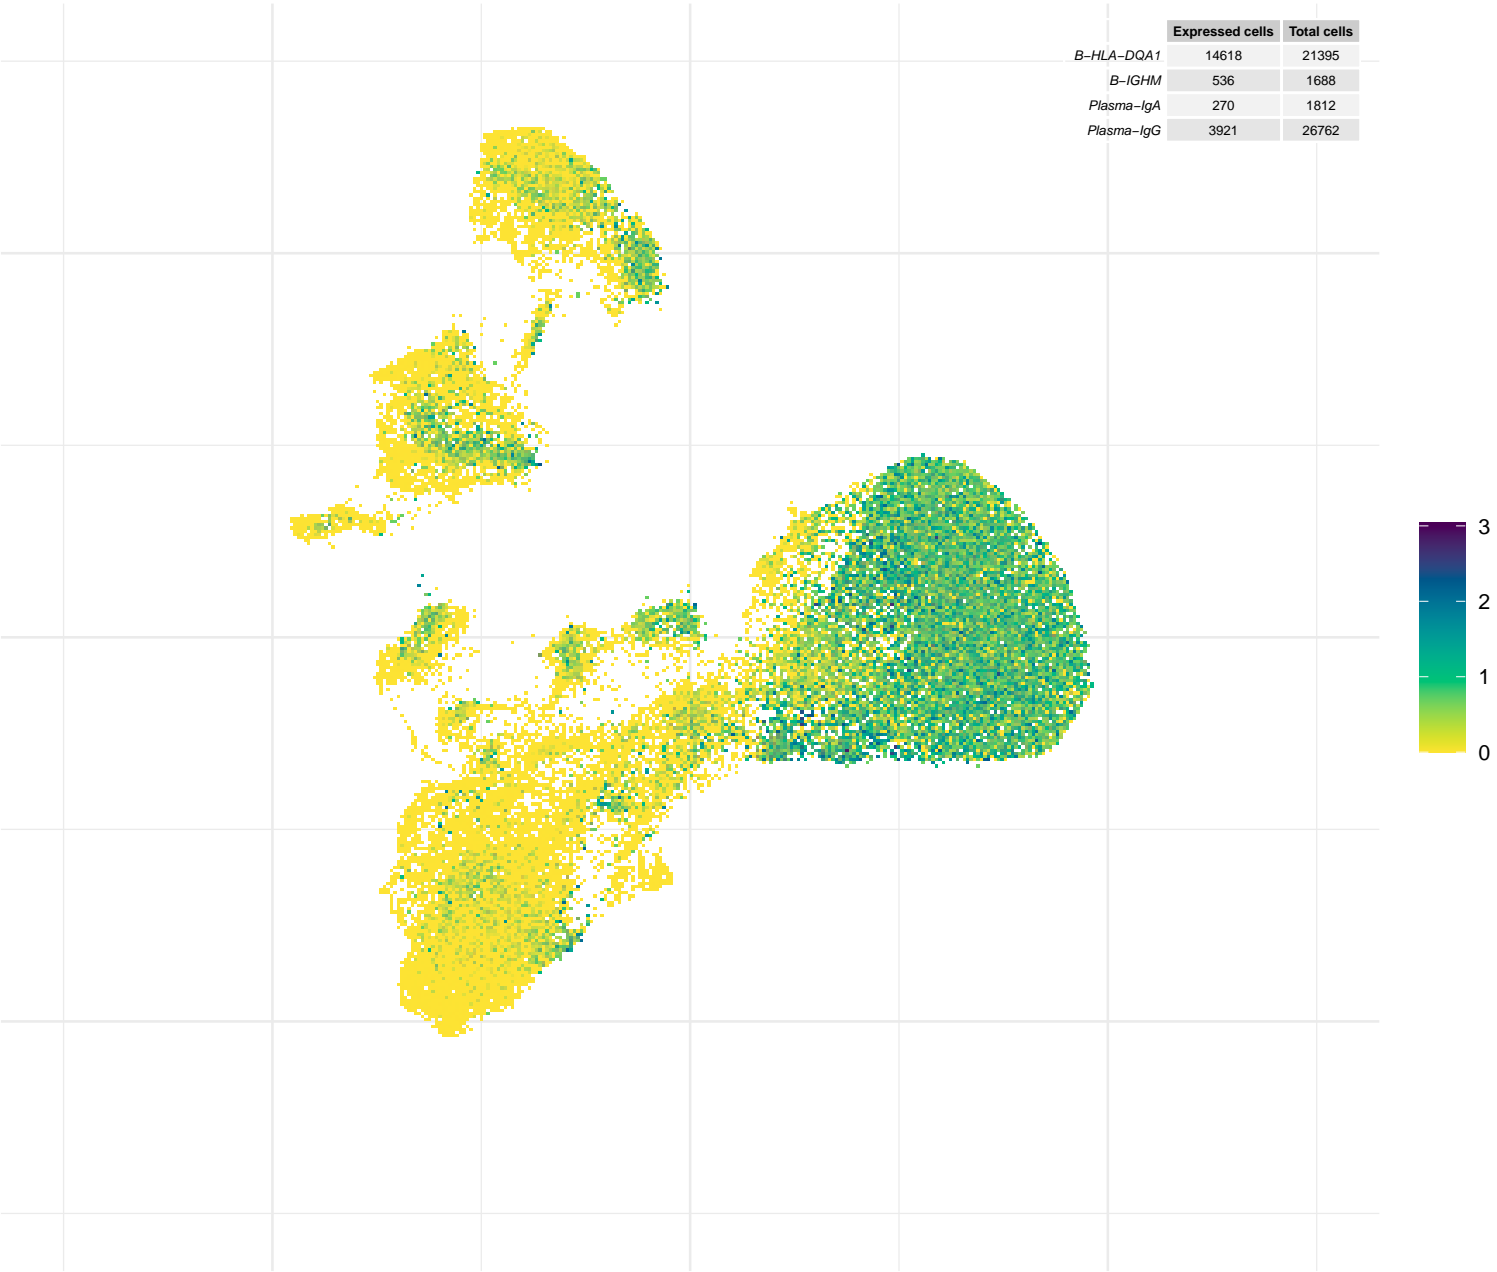 Expressed cells Total cells
B−HLA−DQA1 14618 21395
B−IGHM 536 1688
Plasma−IgA 270 1812
Plasma−IgG 3921 26762
3
2
1
0